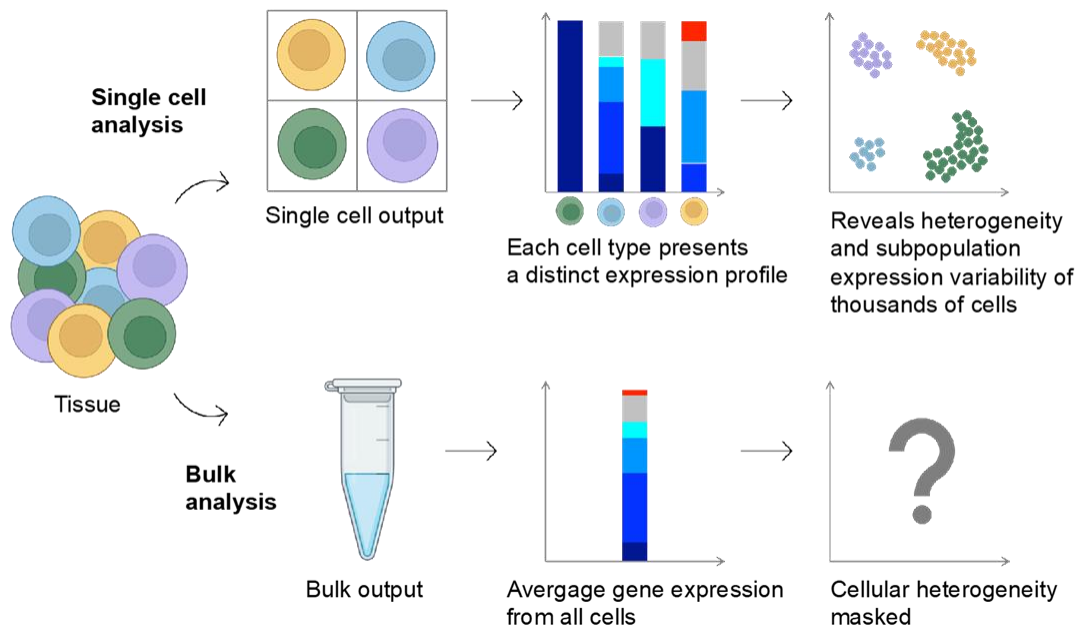 Single cell
analysis
Single cell output
Each cell type presents
a distinct expression profile
Reveals heterogeneity
and subpopulation
expression variability of
thousands of cells
Tissue
Bulk
analysis
Bulk output
Avergage gene expression
from all cells
?
Cellular heterogeneity
masked